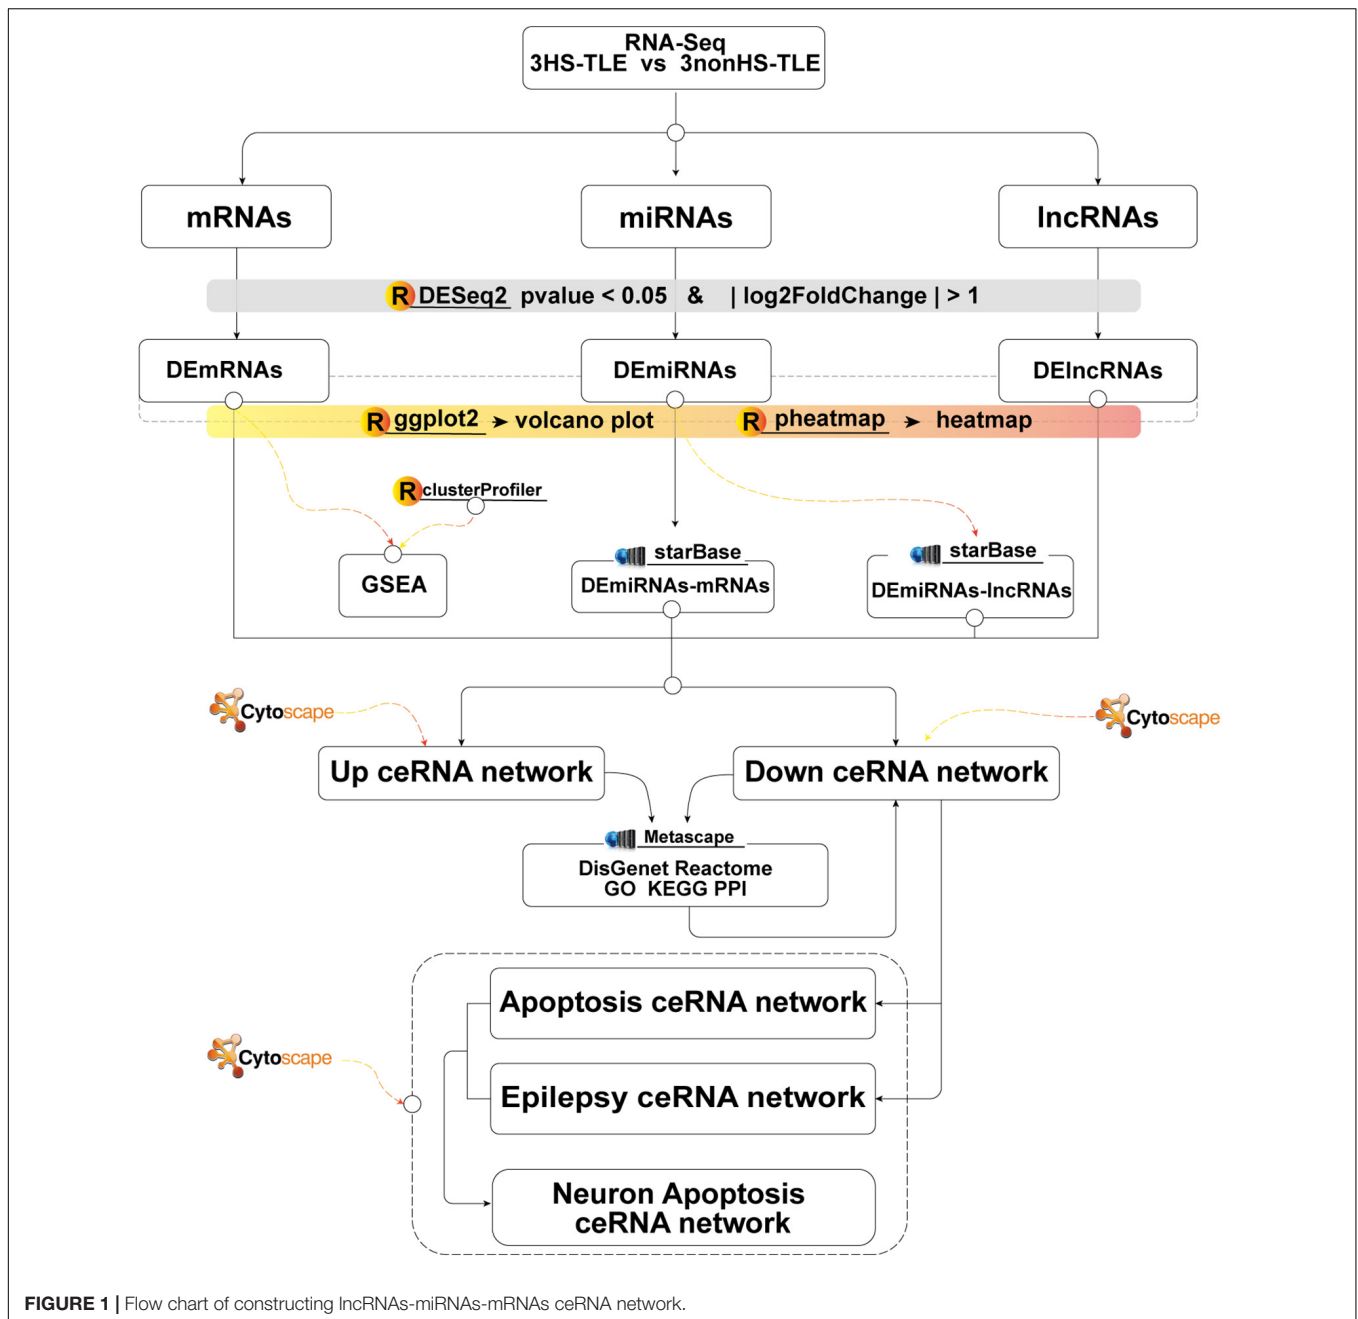 RNA-Seq
3HS-TLE vs 3nonHS-TLE
mRNAs
miRNAs
lncRNAs
R DESeq2 pvalue < 0.05 & | log2FoldChange | > 1
DEmRNAs
DEmiRNAs
DElncRNAs
R ggplot2 volcano plot
R pheatmap heatmap
R clusterProfiler
GSEA
starBase
DEmiRNAs-mRNAs
starBase
DEmiRNAs-lncRNAs
Cytoscape
Cytoscape
Up ceRNA network
Down ceRNA network
Metascape
DisGenet Reactome
GO KEGG PPI
Apoptosis ceRNA network
Cytoscape
Epilepsy ceRNA network
Neuron Apoptosis
ceRNA network
FIGURE 1 | Flow chart of constructing lncRNAs-miRNAs-mRNAs ceRNA network.